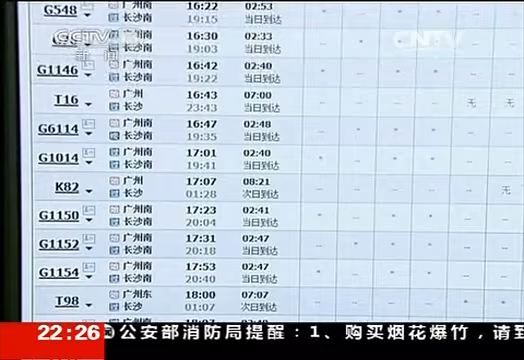 G548 广州南 16:22 02:53
长沙南 19:15 当日到达
广州南 16:30 02:33
长沙南 19:03 当日到达
CCTV
新闻
CNTV
G1146 广州南 16:42 02:40
长沙南 19:22 当日到达
T16 广州 16:43 07:00 无 无
长沙 23:43 当日到达
G6114 广州南 16:47 02:48
长沙南 19:35 当日到达
G1014 广州南 17:01 02:40
长沙南 19:41 当日到达
K82 广州 17:07 08:21 无
长沙 01:28 次日到达
G1150 广州南 17:23 02:41
长沙南 20:04 当日到达
G1152 广州南 17:31 02:47
长沙南 20:18 当日到达
G1154 广州南 17:53 02:47
长沙南 20:40 当日到达
T98 广州东 18:00 07:07
长沙 01:07 次日到达
22:26 公安部消防局提醒：1、购买烟花爆竹，请到